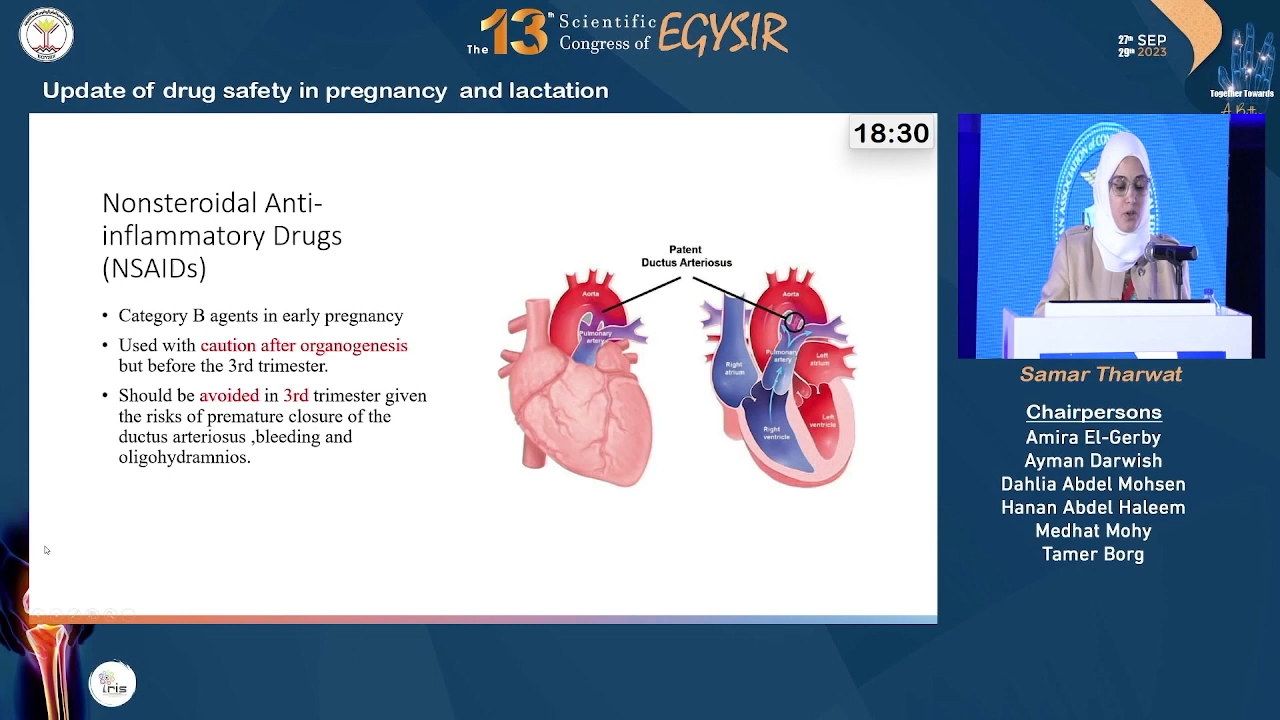 The 13th Scientific Congress of EGYSIR
27th SEP
29th 2023
Together Towards
Update of drug safety in pregnancy and lactation
18:30
Nonsteroidal Anti-
inflammatory Drugs
(NSAIDs)
• Category B agents in early pregnancy
• Used with caution after organogenesis
but before the 3rd trimester.
• Should be avoided in 3rd trimester given
the risks of premature closure of the
ductus arteriosus ,bleeding and
oligohydramnios.
Patent
Ductus Arteriosus
Aorta
Pulmonary
artery
Aorta
Pulmonary
artery
Left
atrium
Right
atrium
Left
ventricle
Right
ventricle
Samar Tharwat
Chairpersons
Amira El-Gerby
Ayman Darwish
Dahlia Abdel Mohsen
Hanan Abdel Haleem
Medhat Mohy
Tamer Borg
iris